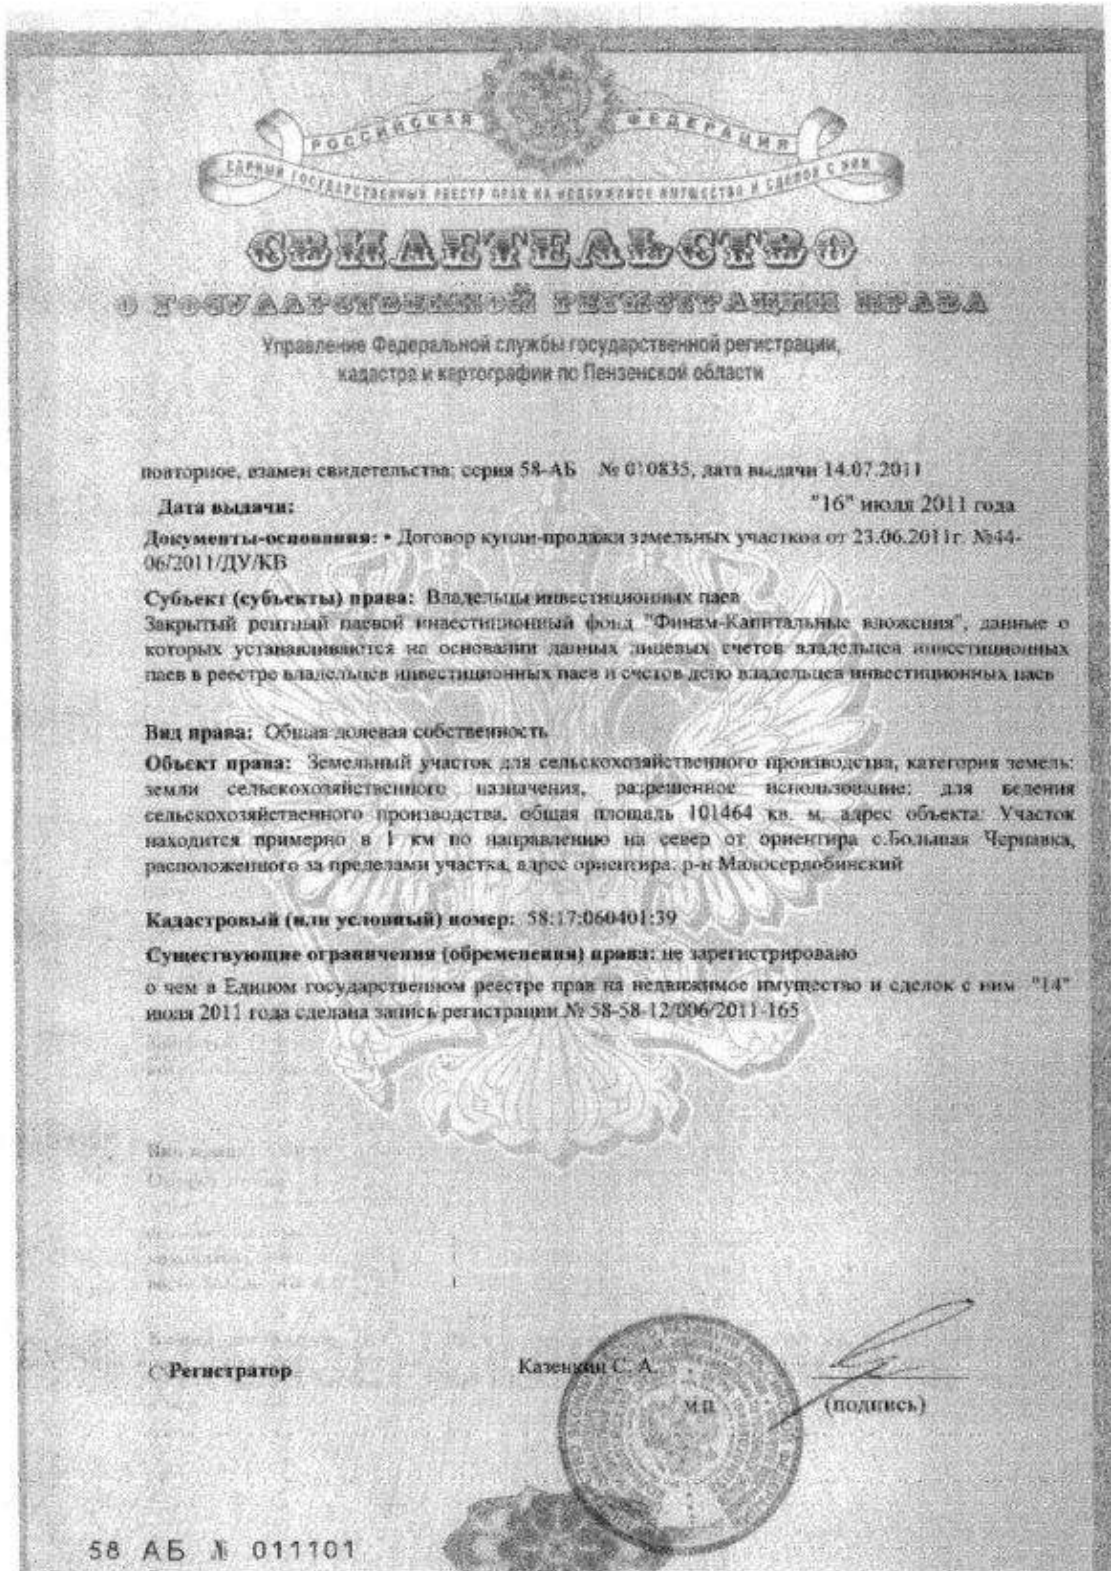 РОССИЙСКАЯ ФЕДЕРАЦИЯ
ЕДИНЫЙ ГОСУДАРСТВЕННЫЙ РЕЕСТР ПРАВ НА НЕДВИЖИМОЕ ИМУЩЕСТВО И СДЕЛОК С НИМ
СВИДЕТЕЛЬСТВО
О ГОСУДАРСТВЕННОЙ РЕГИСТРАЦИИ ПРАВА
Управление Федеральной службы государственной регистрации,
кадастра и картографии по Пензенской области
повторное, взамен свидетельства: серия 58-АБ № 010835, дата выдачи 14.07.2011
Дата выдачи: "16" июля 2011 года
Документы-основания: • Договор купли-продажи земельных участков от 23.06.2011г. №44-
06/2011/ДУ/КВ
Субъект (субъекты) права: Владельцы инвестиционных паев
Закрытый рентный паевой инвестиционный фонд "Финам-Капитальные вложения", данные о
которых устанавливаются на основании данных лицевых счетов владельцев инвестиционных
паев в реестре владельцев инвестиционных паев и счетов депо владельцев инвестиционных паев
Вид права: Общая долевая собственность
Объект права: Земельный участок для сельскохозяйственного производства, категория земель:
земли сельскохозяйственного назначения, разрешенное использование: для ведения
сельскохозяйственного производства, общая площадь 101464 кв. м, адрес объекта: Участок
находится примерно в 1 км по направлению на север от ориентира с.Большая Чернавка,
расположенного за пределами участка, адрес ориентира: р-н Малосердобинский
Кадастровый (или условный) номер: 58:17:060401:39
Существующие ограничения (обременения) права: не зарегистрировано
о чем в Едином государственном реестре прав на недвижимое имущество и сделок с ним "14"
июля 2011 года сделана запись регистрации № 58-58-12/006/2011-165
Регистратор Казенкин С. А.
М.П. (подпись)
58 АБ № 011101